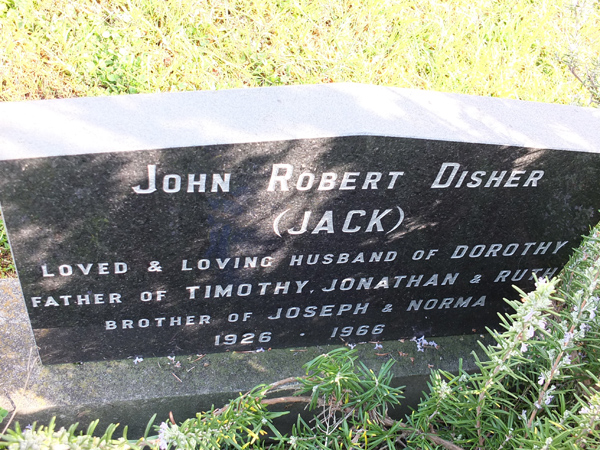 JOHN ROBERT DISHER
(JACK)
LOVED & LOVING HUSBAND OF DOROTHY
FATHER OF TIMOTHY, JONATHAN & RUTH
BROTHER OF JOSEPH & NORMA
1926 - 1966